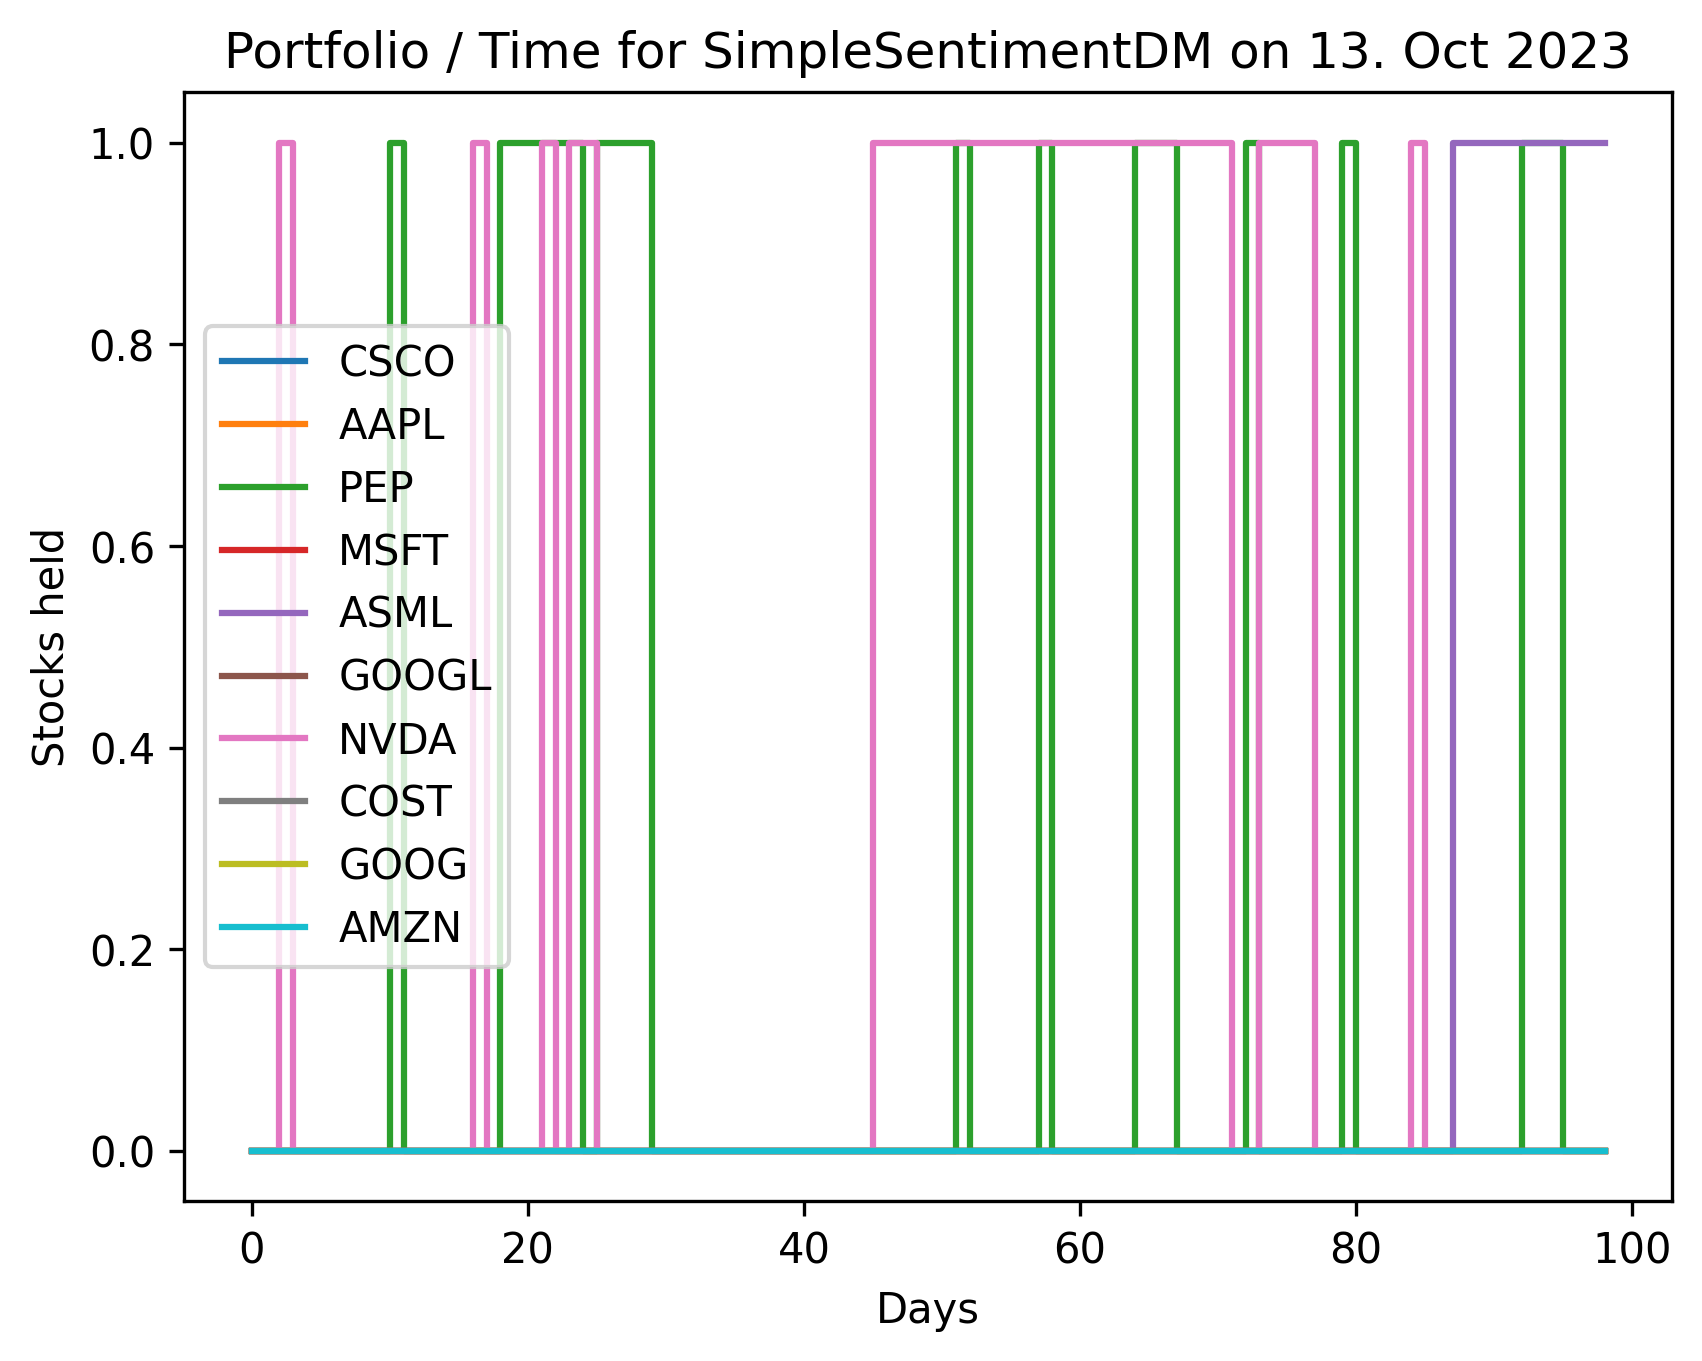 Portfolio / Time for SimpleSentimentDM on 13. Oct 2023
1.0
0.8
0.6
0.4
0.2
0.0
Stocks held
CSCO
AAPL
PEP
MSFT
ASML
GOOGL
NVDA
COST
GOOG
AMZN
0 20 40 60 80 100
Days